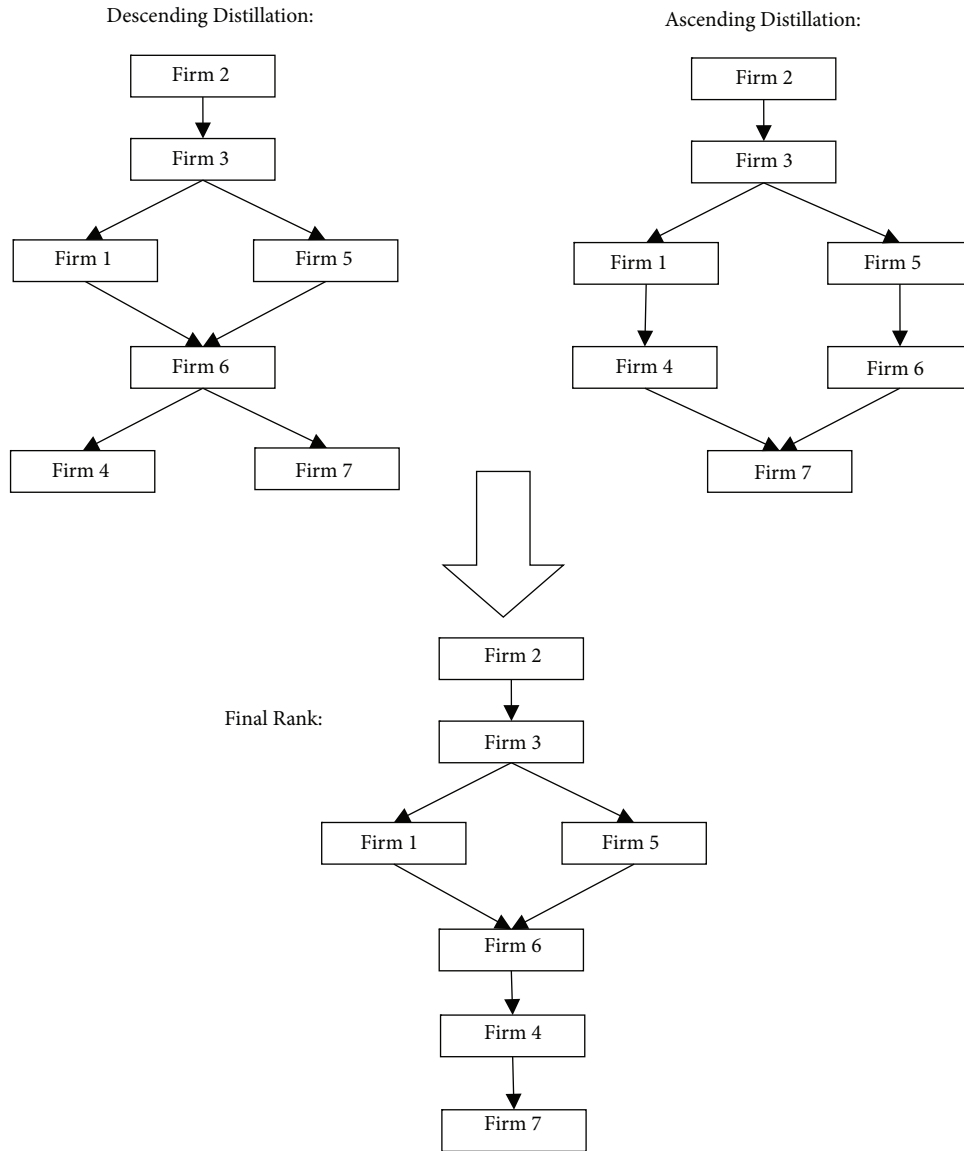 Descending Distillation:
Firm 2
Firm 3
Firm 1
Firm 5
Firm 6
Firm 4
Firm 7
Ascending Distillation:
Firm 2
Firm 3
Firm 1
Firm 5
Firm 4
Firm 6
Firm 7
Final Rank:
Firm 2
Firm 3
Firm 1
Firm 5
Firm 6
Firm 4
Firm 7